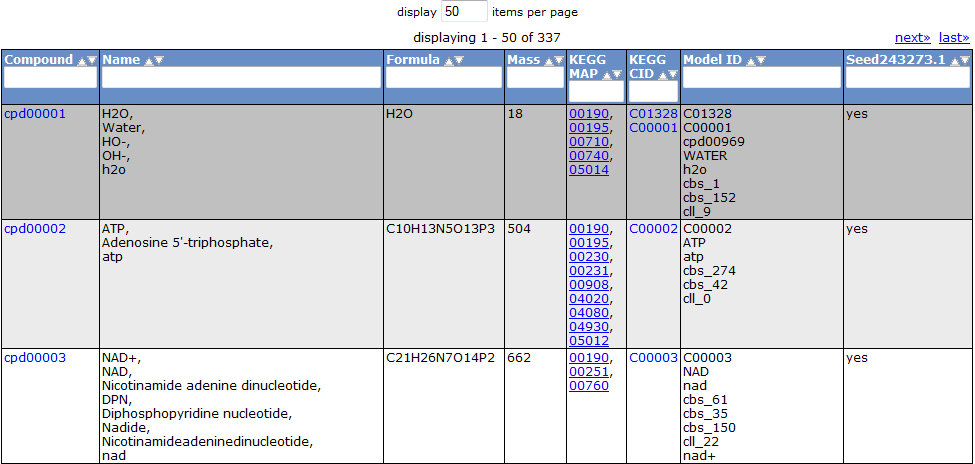 display 50 items per page
displaying 1 - 50 of 337 next» last»
Compound Name Formula Mass KEGG MAP KEGG CID Model ID Seed243273.1
cpd00001 H2O, H2O 18 00190, C01328 C01328 yes
Water, 00195, C00001 C00001
HO-, 00710, cpd00969
OH-, 00740, WATER
h2o 05014 h2o
cbs_1
cbs_152
cll_9
cpd00002 ATP, C10H13N5O13P3 504 00190, C00002 C00002 yes
Adenosine 5'-triphosphate, 00195, ATP
atp 00230, atp
00231, cbs_274
00908, cbs_42
04020, cll_0
04080,
04930,
05012
cpd00003 NAD+, C21H26N7O14P2 662 00190, C00003 C00003 yes
NAD, 00251, NAD
Nicotinamide adenine dinucleotide, 00760 nad
DPN, cbs_61
Diphosphopyridine nucleotide, cbs_35
Nadide, cbs_150
Nicotinamideadeninedinucleotide, cll_22
nad nad+